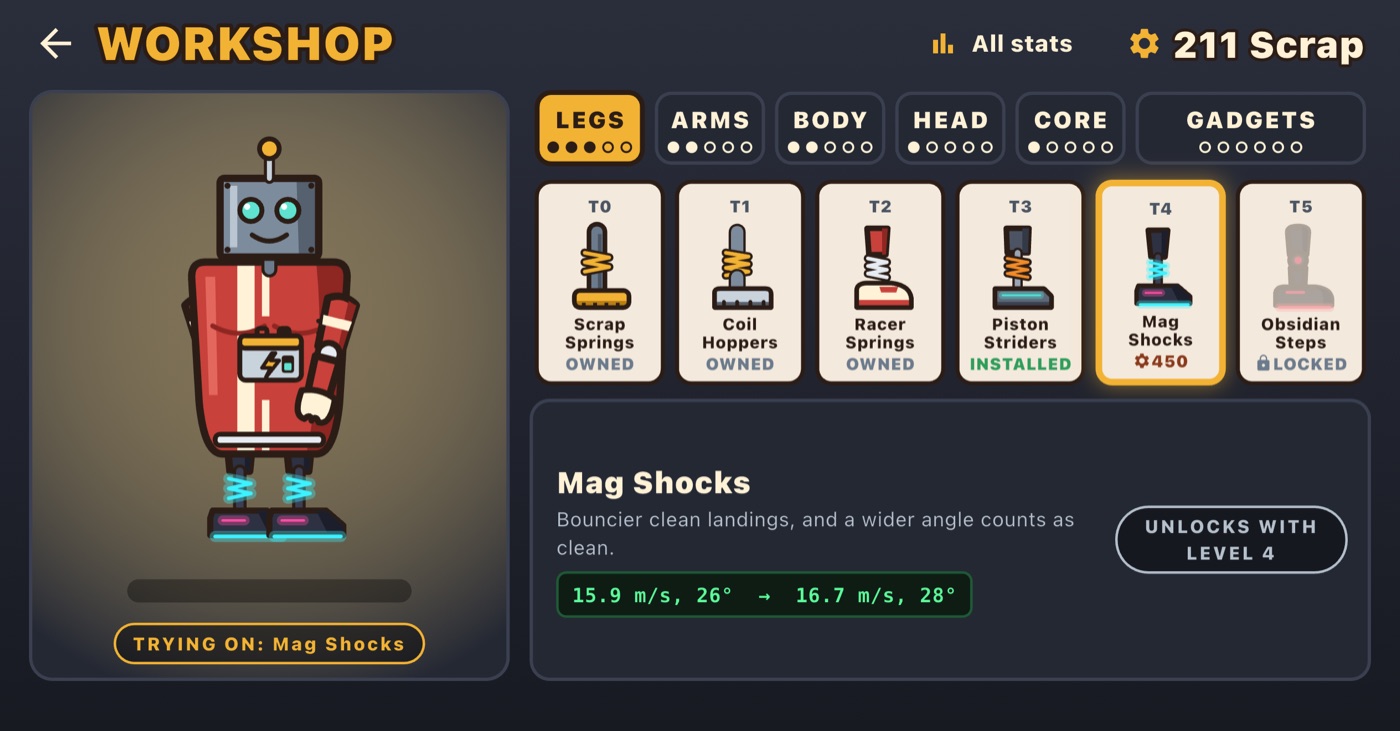 WORKSHOP
All stats
211 Scrap
LEGS
ARMS
BODY
HEAD
CORE
GADGETS
T0
Scrap
Springs
OWNED
T1
Coil
Hoppers
OWNED
T2
Racer
Springs
OWNED
T3
Piston
Striders
INSTALLED
T4
Mag
Shocks
450
T5
Obsidian
Steps
LOCKED
Mag Shocks
Bouncier clean landings, and a wider angle counts as
clean.
15.9 m/s, 26° → 16.7 m/s, 28°
UNLOCKS WITH
LEVEL 4
TRYING ON: Mag Shocks